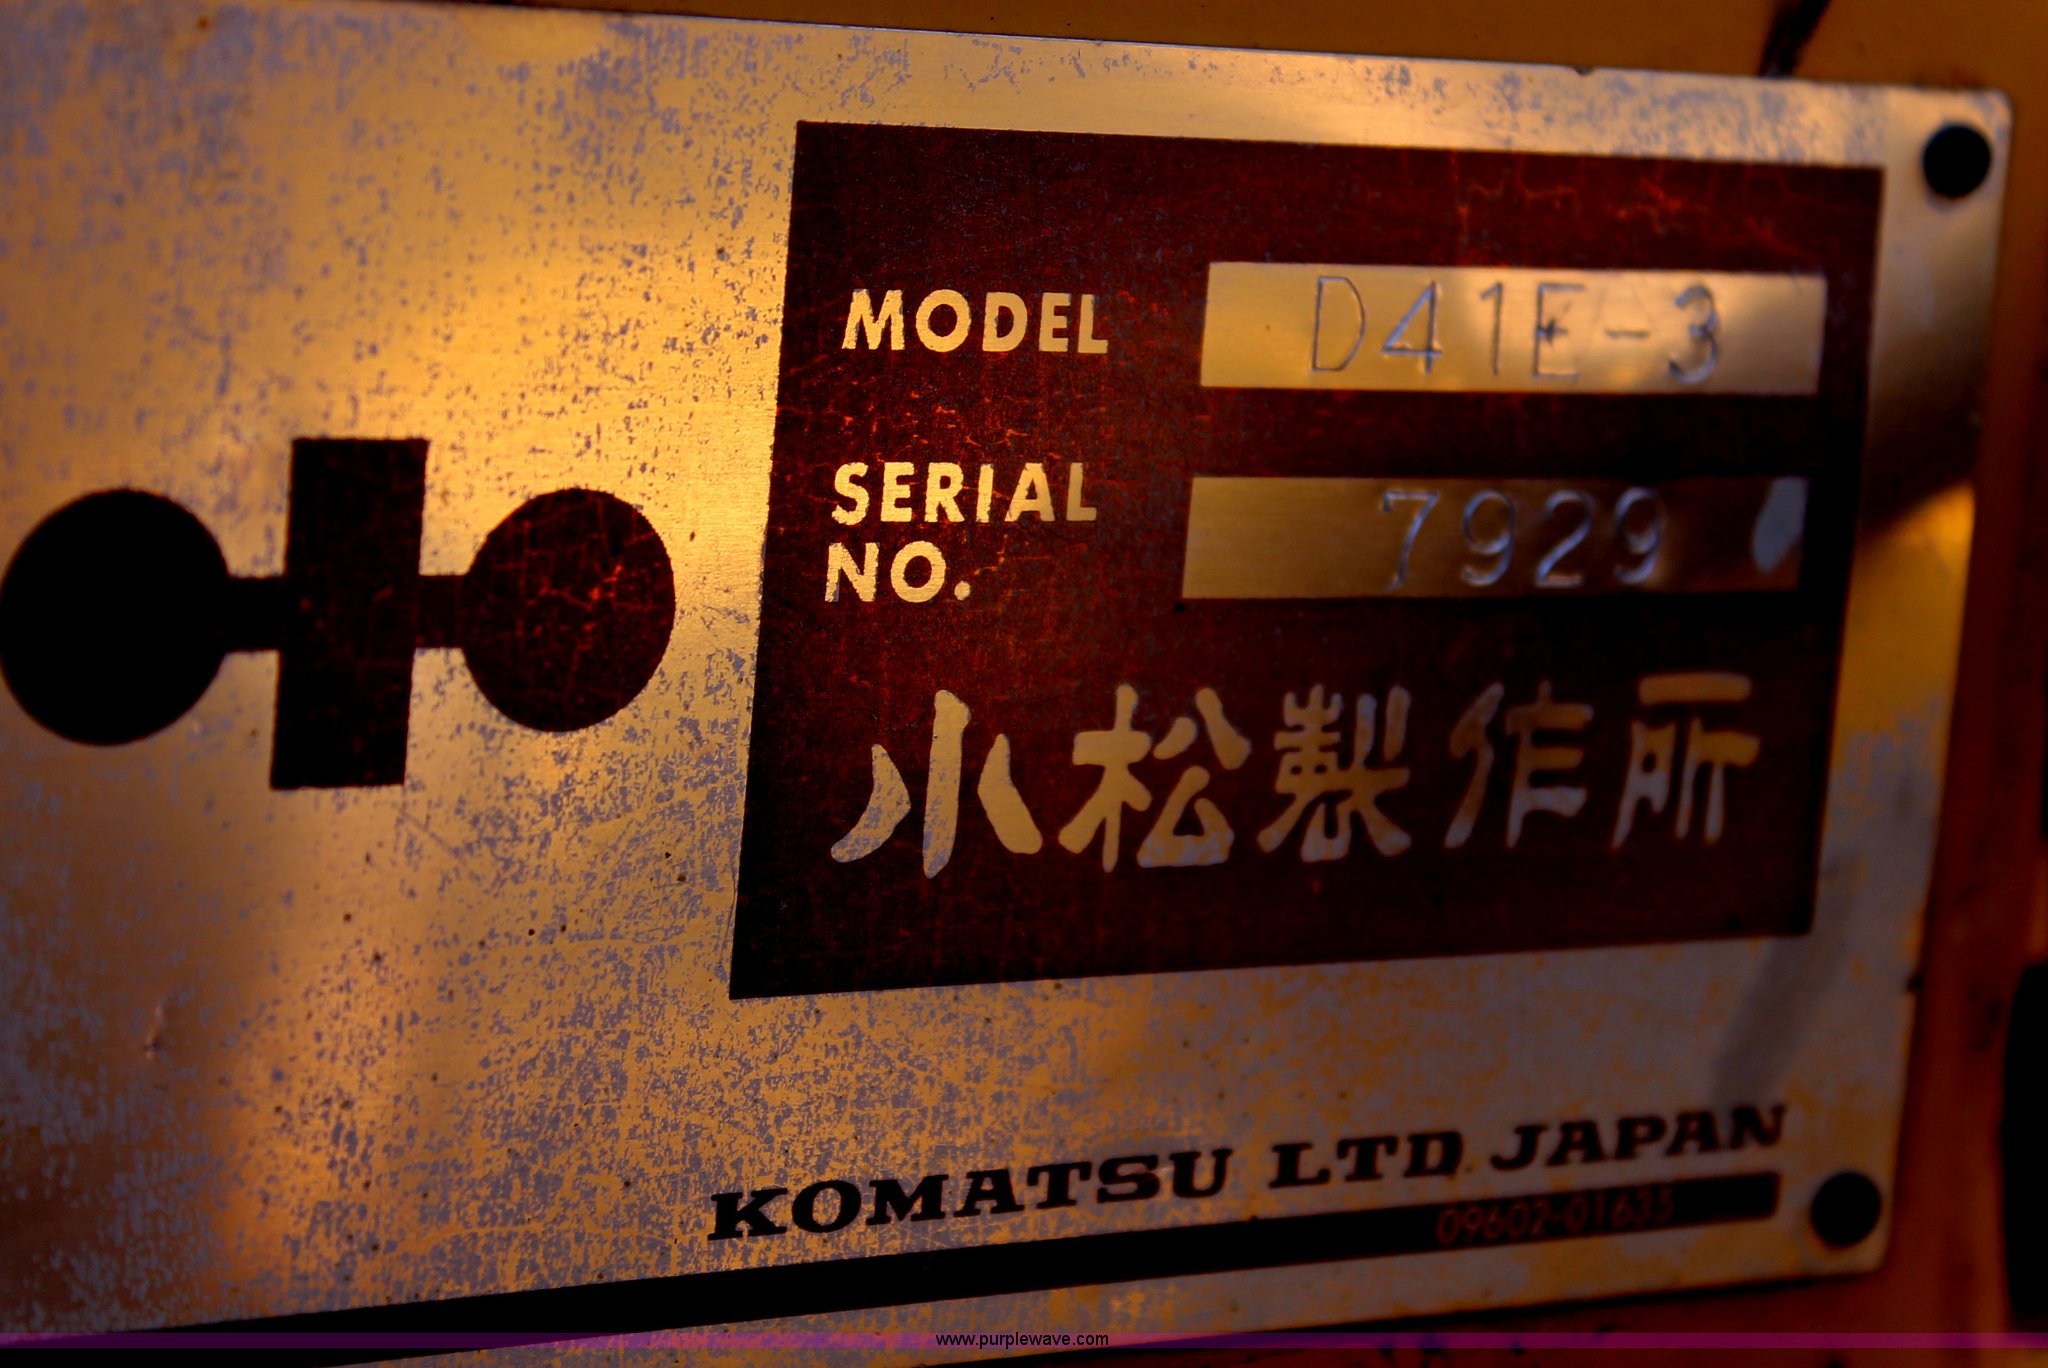 MODEL D41E-3
SERIAL
NO. 7929
小松製作所
KOMATSU LTD JAPAN
09602-01635
www.purplewave.com